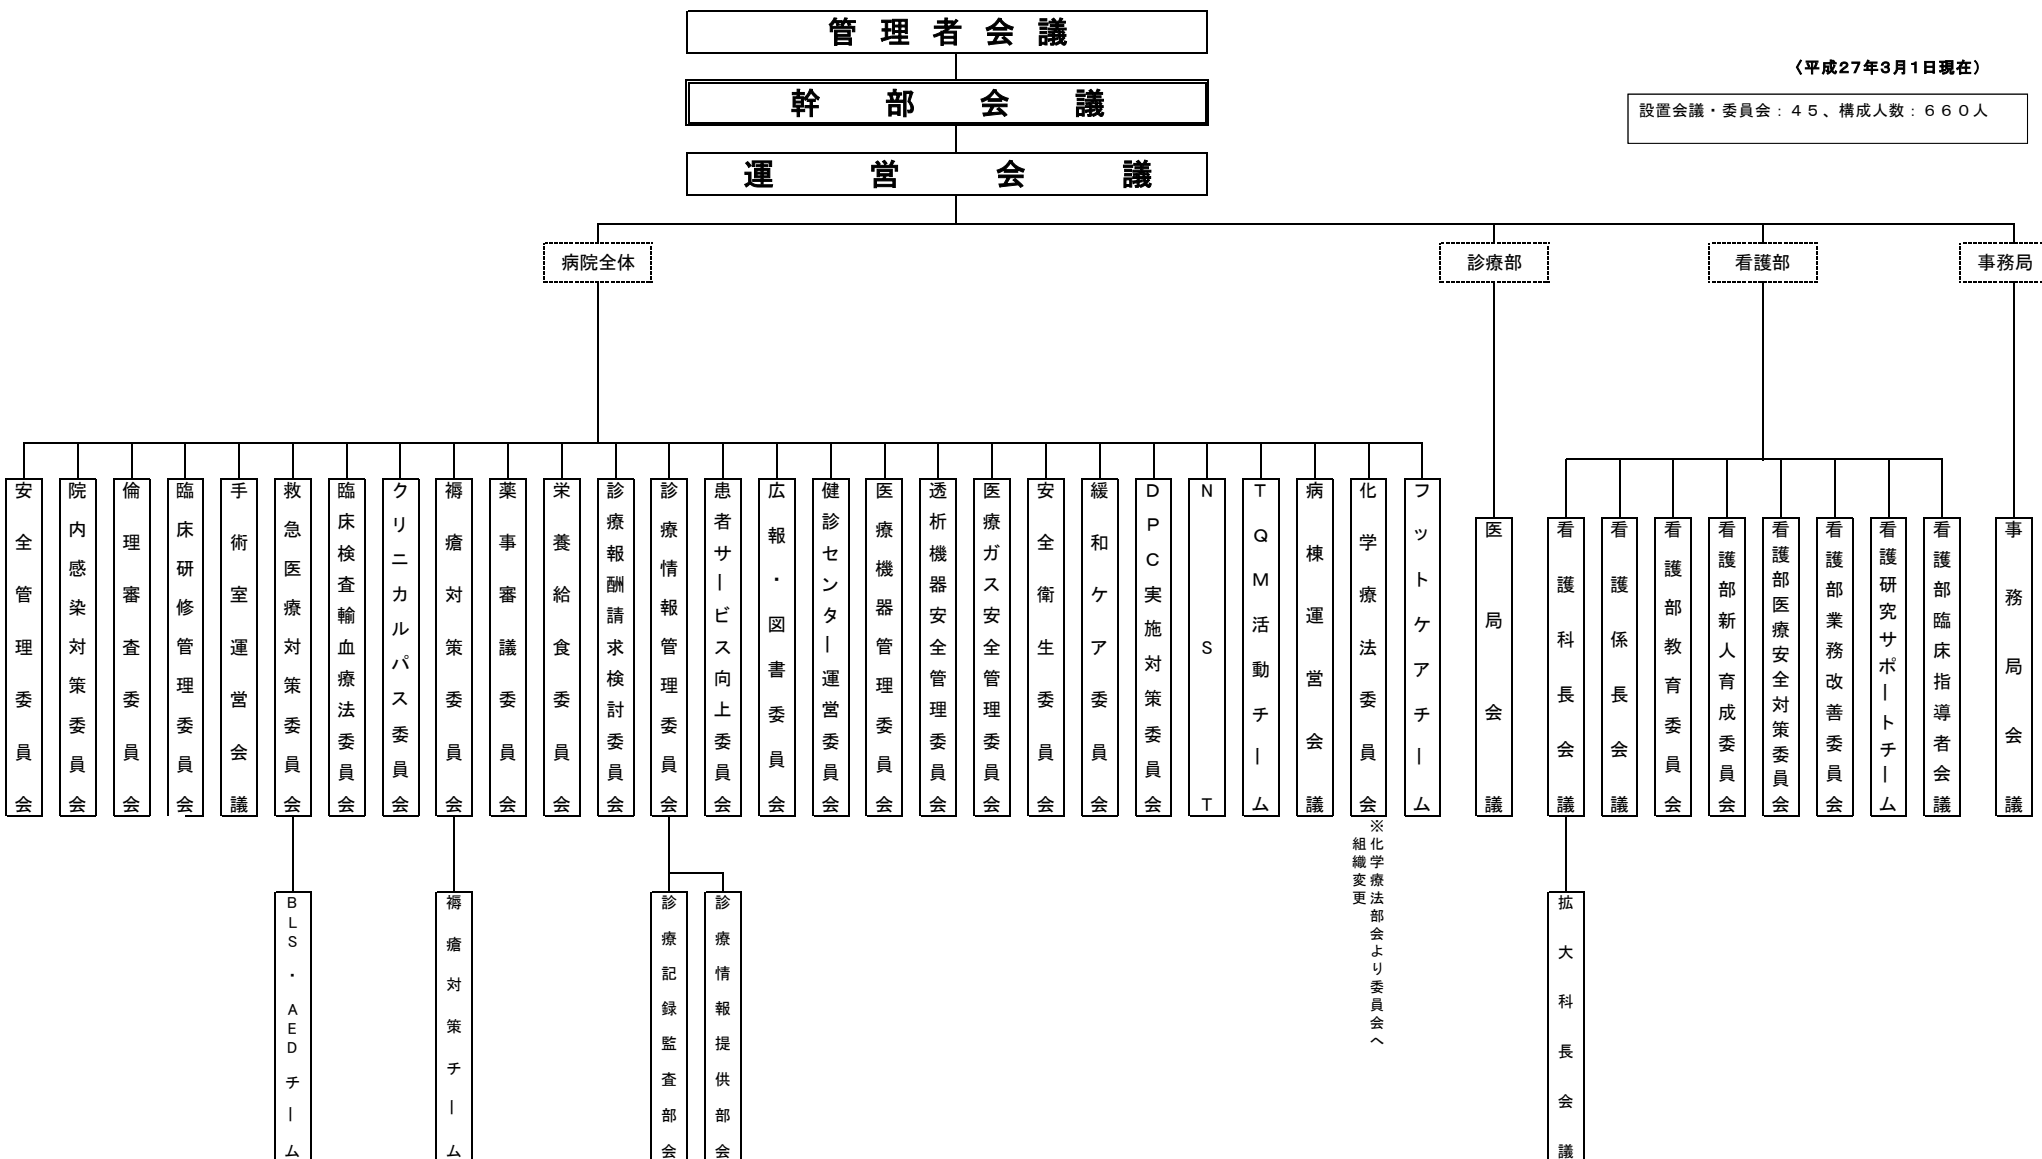 管理者会議
〈平成27年3月1日現在）
幹部会議
設置会議・委員会：４５、構成人数：６６０人
運営会議
病院全体
診療部
看護部
事務局
安全管理委員会
院内感染対策委員会
倫理審査委員会
臨床研修管理委員会
手術室運営会議
救急医療対策委員会
臨床検査輸血療法委員会
クリニカルパス委員会
褥瘡対策委員会
薬事審議委員会
栄養給食委員会
診療報酬請求検討委員会
診療情報管理委員会
患者サービス向上委員会
広報・図書委員会
健診センター運営委員会
医療機器管理委員会
透析機器安全管理委員会
医療ガス安全管理委員会
安全衛生委員会
緩和ケア委員会
ＤＰＣ実施対策委員会
ＮＳＴ
ＴＱＭ活動チーム
病棟運営会議
化学療法委員会
フットケアチーム
医局会議
看護科長会議
看護係長会議
看護部教育委員会
看護部新人育成委員会
看護部医療安全対策委員会
看護部業務改善委員会
看護研究サポートチーム
看護部臨床指導者会議
事務局会議
※化学療法部会より委員会へ
組織変更
BLS・AEDチーム
褥瘡対策チーム
診療記録監査部会
診療情報提供部会
拡大科長会議